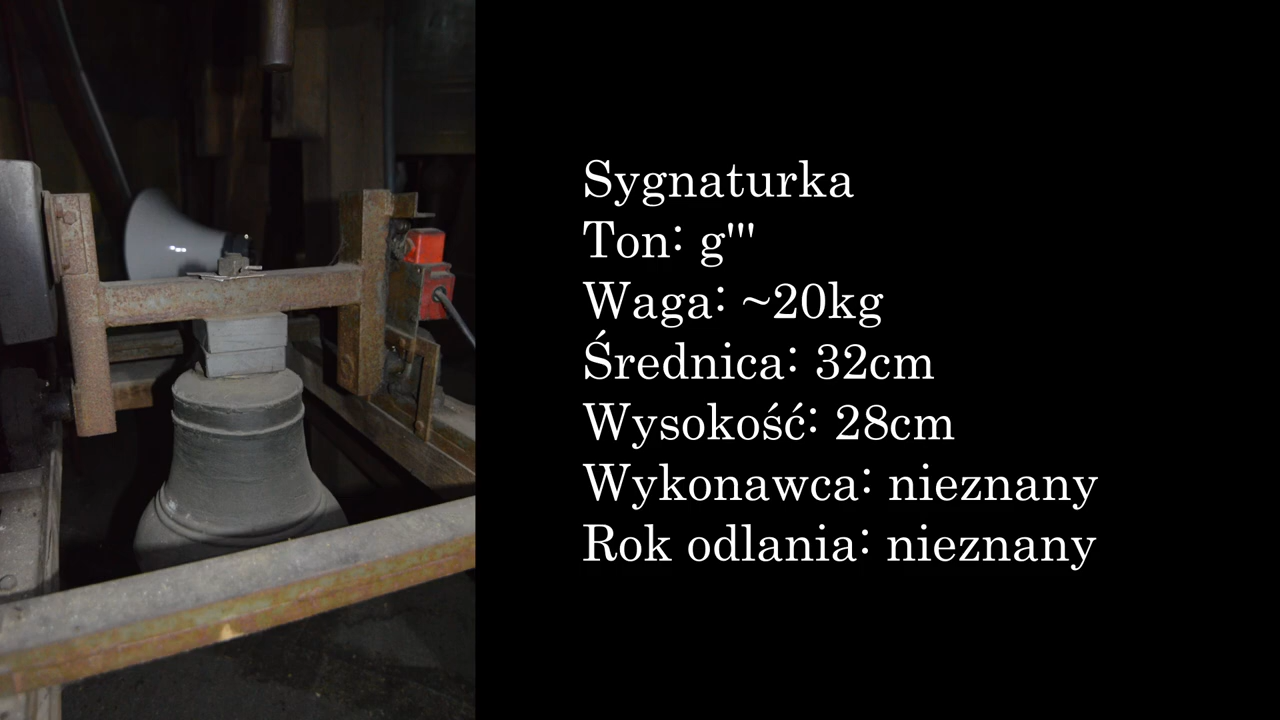 Sygnaturka
Ton: g'''
Waga: ~20kg
Średnica: 32cm
Wysokość: 28cm
Wykonawca: nieznany
Rok odlania: nieznany